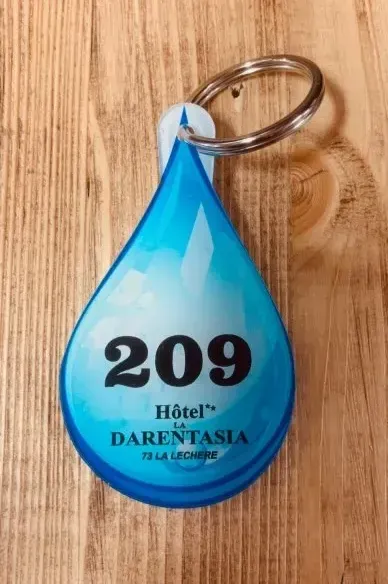 209
Hôtel**
LA
DARENTASIA
73 LA LECHERE